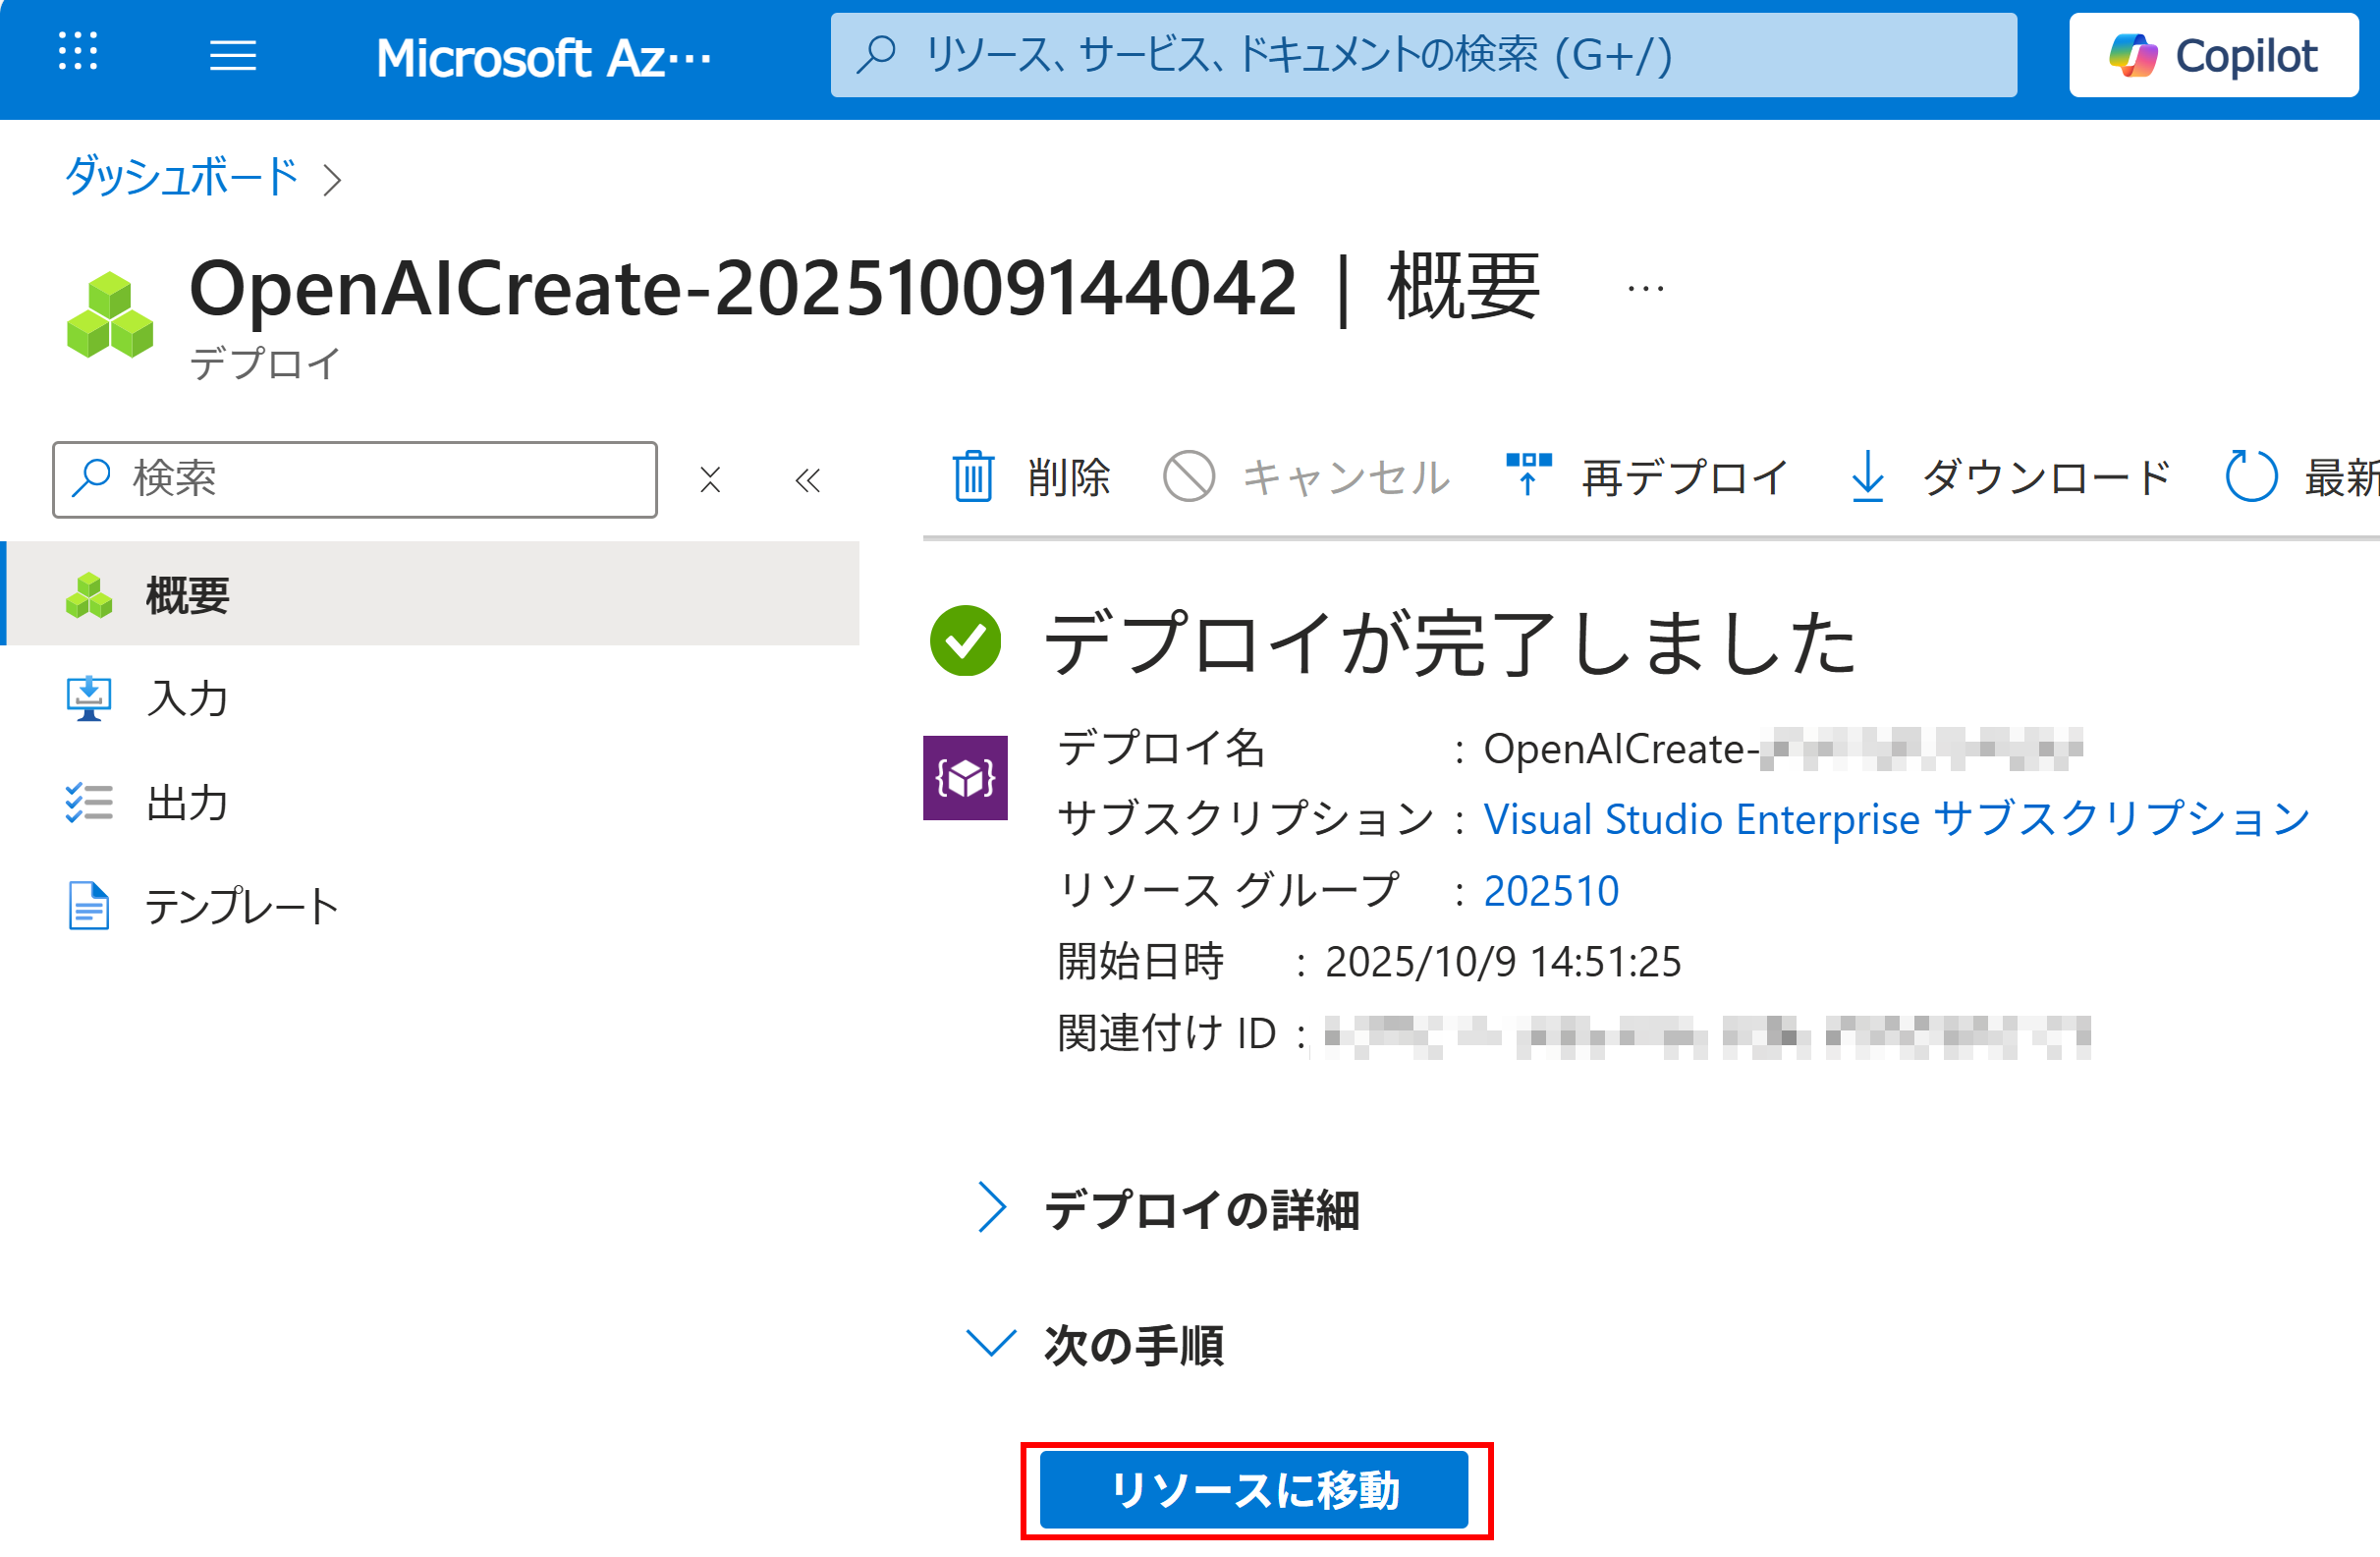 Microsoft Az… リソース、サービス、ドキュメントの検索 (G+/) Copilot
ダッシュボード >
OpenAICreate-20251009144042 | 概要 …
デプロイ
検索
削除 キャンセル 再デプロイ ダウンロード 最新
概要
入力
出力
テンプレート
デプロイが完了しました
デプロイ名 : OpenAICreate-
サブスクリプション : Visual Studio Enterprise サブスクリプション
リソース グループ : 202510
開始日時 : 2025/10/9 14:51:25
関連付け ID :
デプロイの詳細
次の手順
リソースに移動